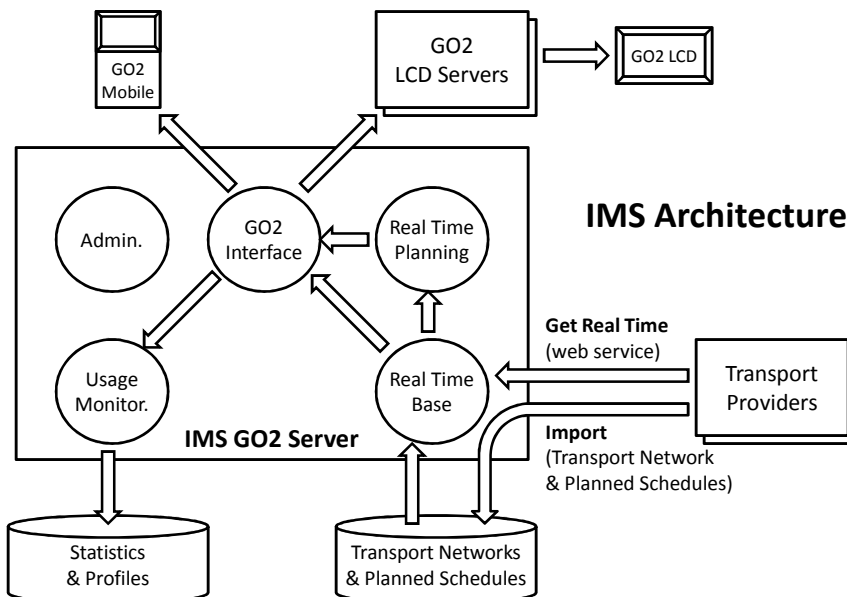 GO2
Mobile
GO2
LCD Servers
GO2 LCD
IMS Architecture
Admin.
GO2
Interface
Real Time
Planning
Get Real Time
(web service)
Usage
Monitor.
Real Time
Base
Transport
Providers
IMS GO2 Server
Import
(Transport Network
& Planned Schedules)
Statistics
& Profiles
Transport Networks
& Planned Schedules